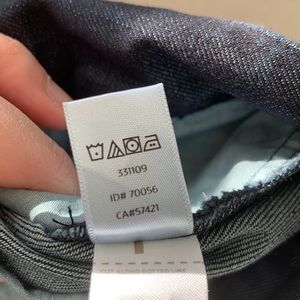 331109
ID# 70056
CA#57421
CUT ALONG DOTTED LINE